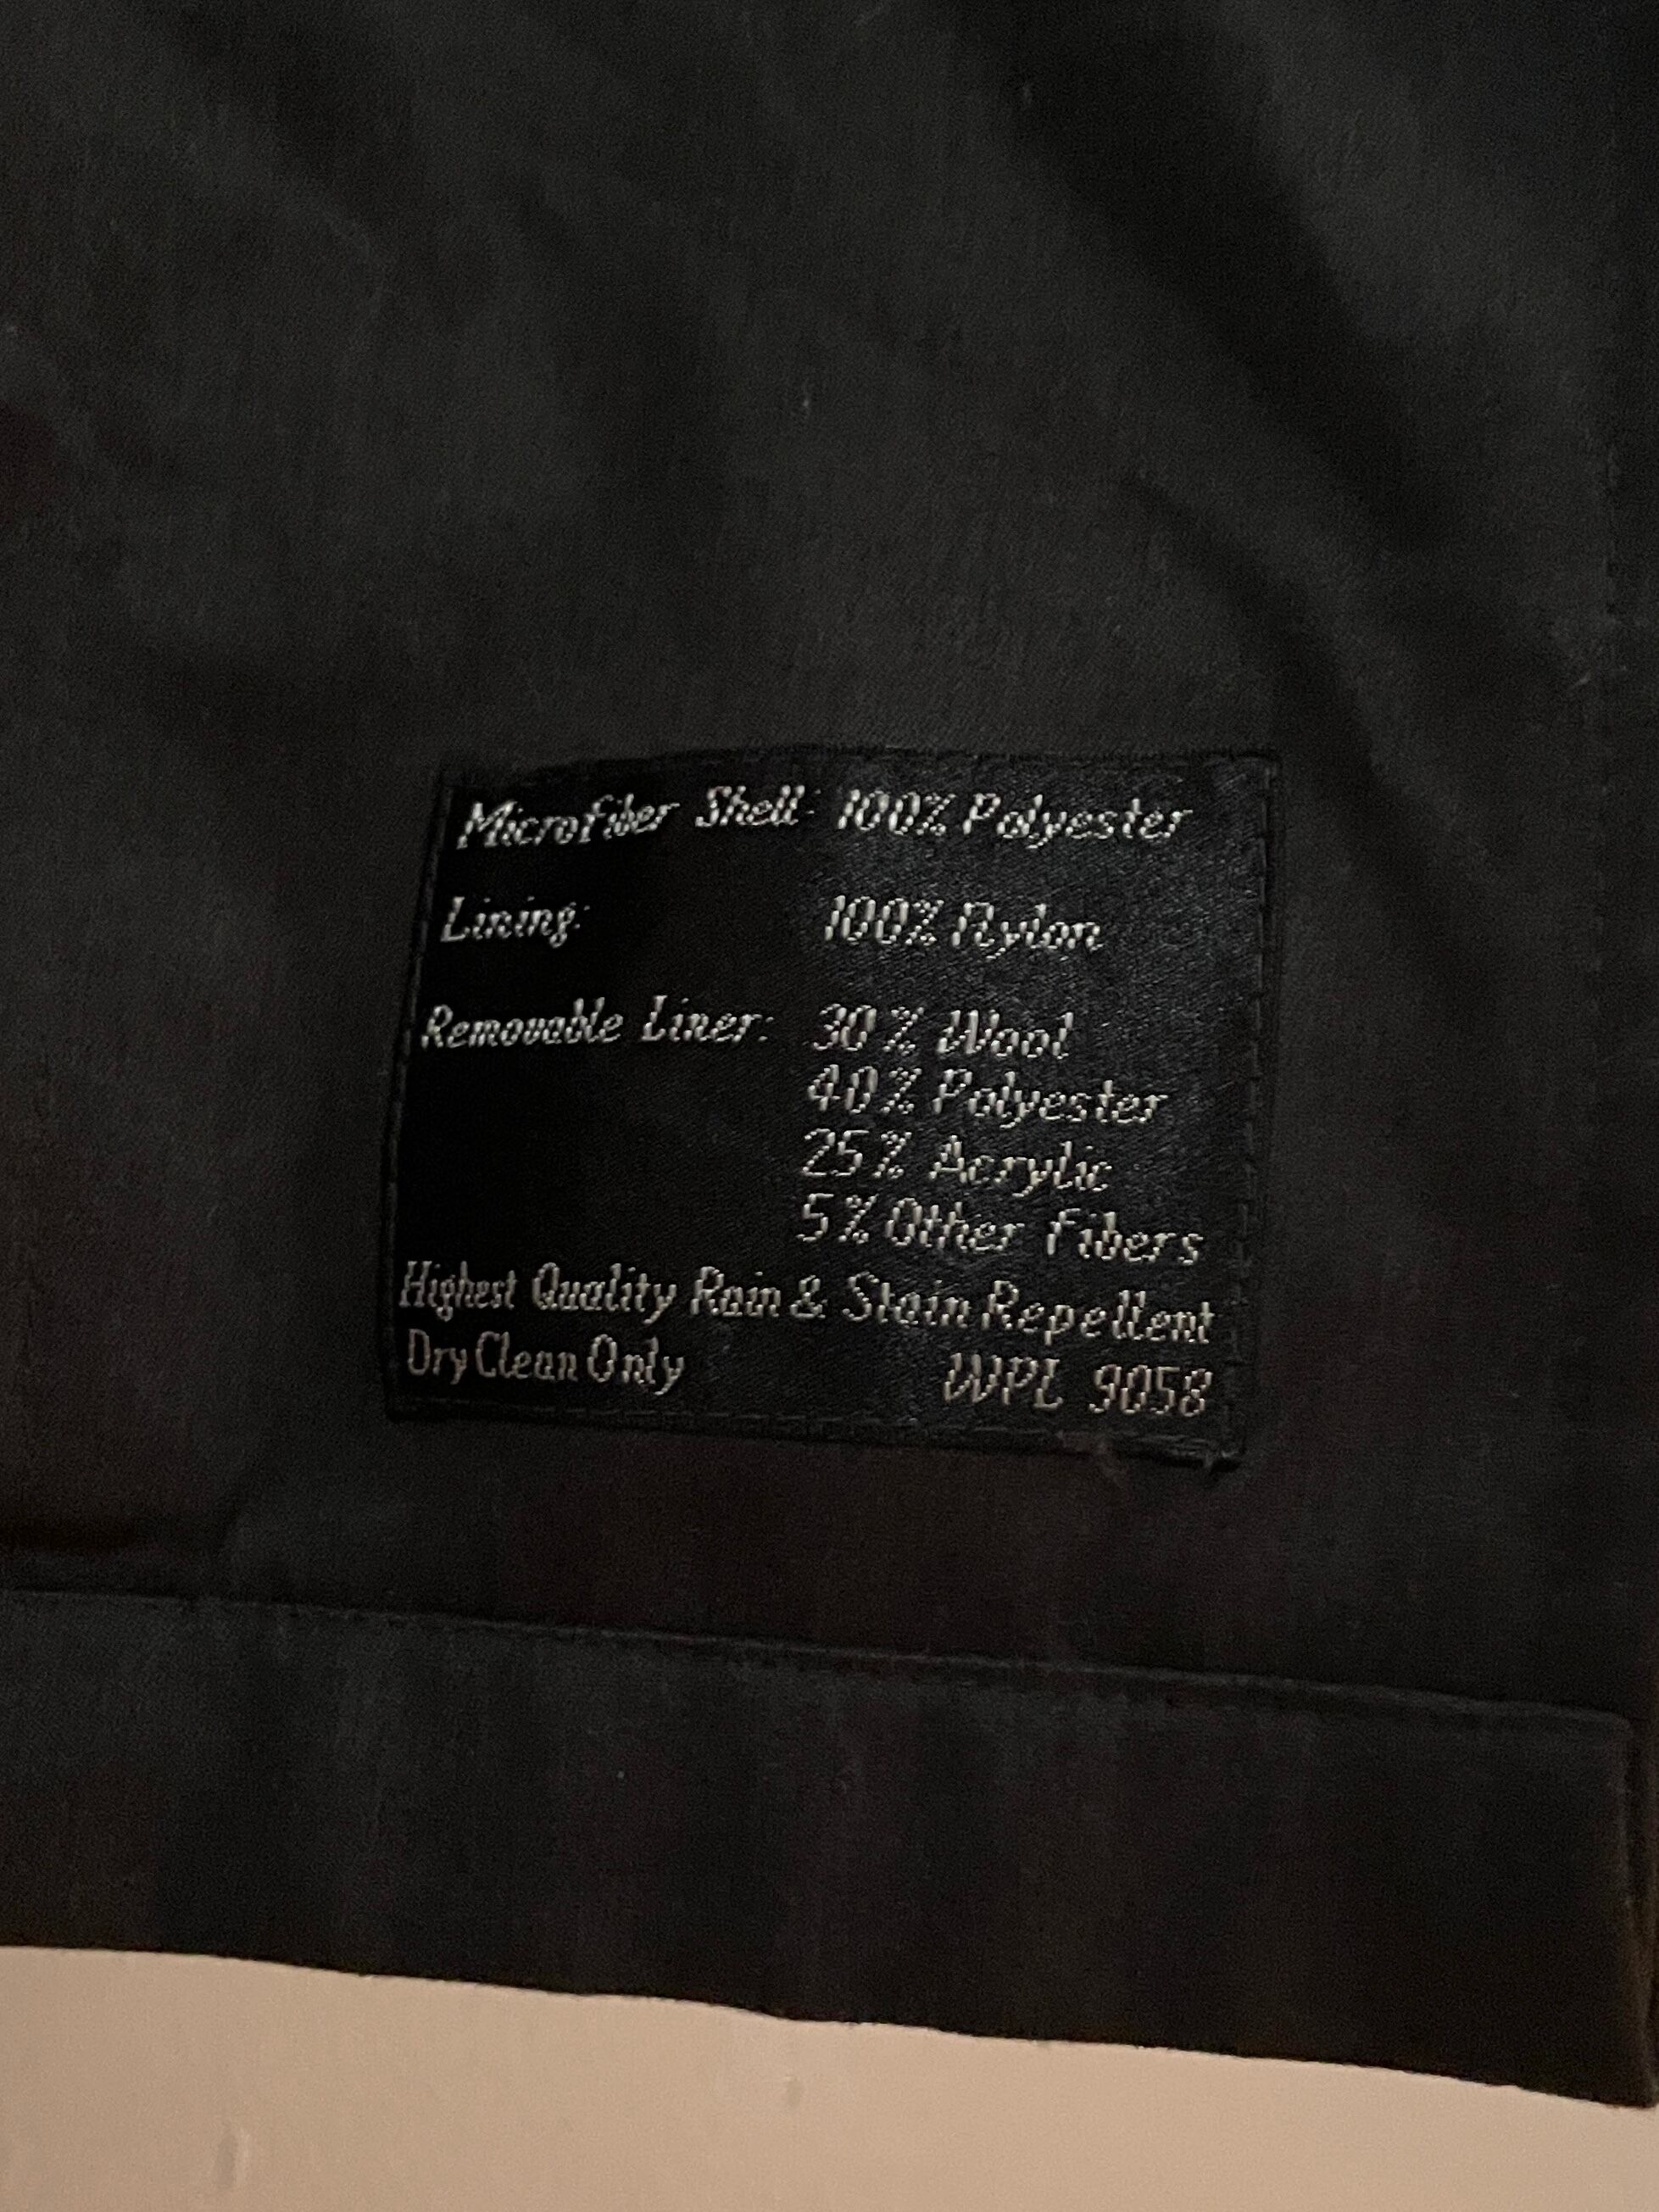 Microfiber Shell: 100% Polyester
Lining: 100% Nylon
Removable Liner: 30% Wool
40% Polyester
25% Acrylic
5% Other Fibers
Highest Quality Rain & Stain Repellent
Dry Clean Only WPL 9058